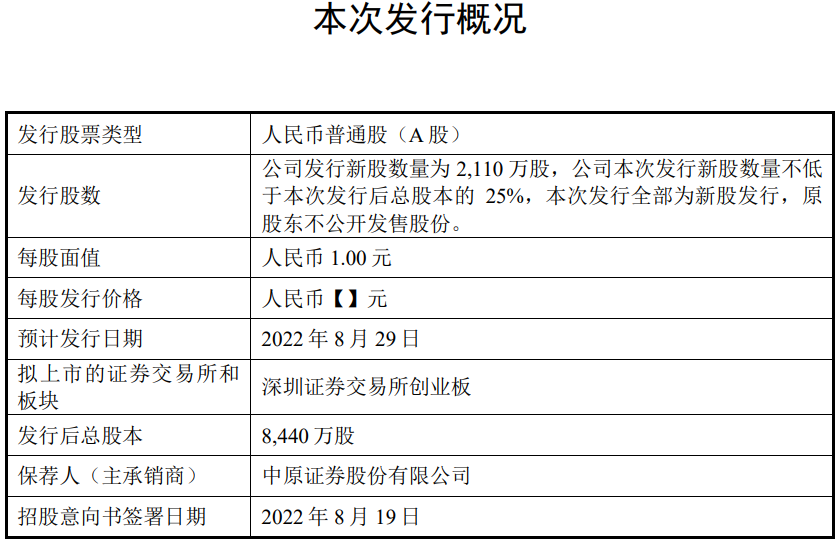 本次发行概况
发行股票类型
人民币普通股（A 股）
发行股数
公司发行新股数量为 2,110 万股，公司本次发行新股数量不低
于本次发行后总股本的 25%，本次发行全部为新股发行，原
股东不公开发售股份。
每股面值
人民币 1.00 元
每股发行价格
人民币【】元
预计发行日期
2022 年 8 月 29 日
拟上市的证券交易所和
板块
深圳证券交易所创业板
发行后总股本
8,440 万股
保荐人（主承销商）
中原证券股份有限公司
招股意向书签署日期
2022 年 8 月 19 日